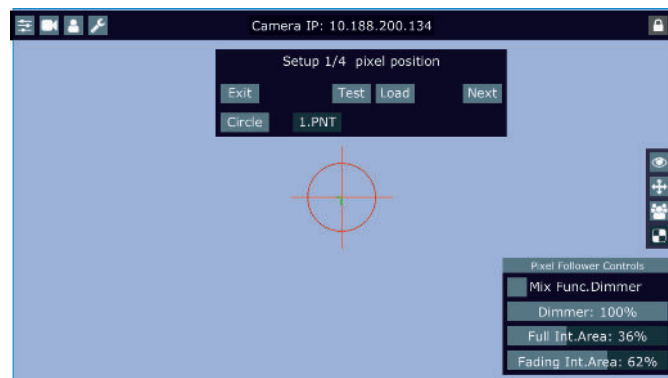 Camera IP: 10.188.200.134
Setup 1/4 pixel position
Exit Test Load Next
Circle 1.PNT
Pixel Follower Controls
Mix Func.Dimmer
Dimmer: 100%
Full Int.Area: 36%
Fading Int.Area: 62%